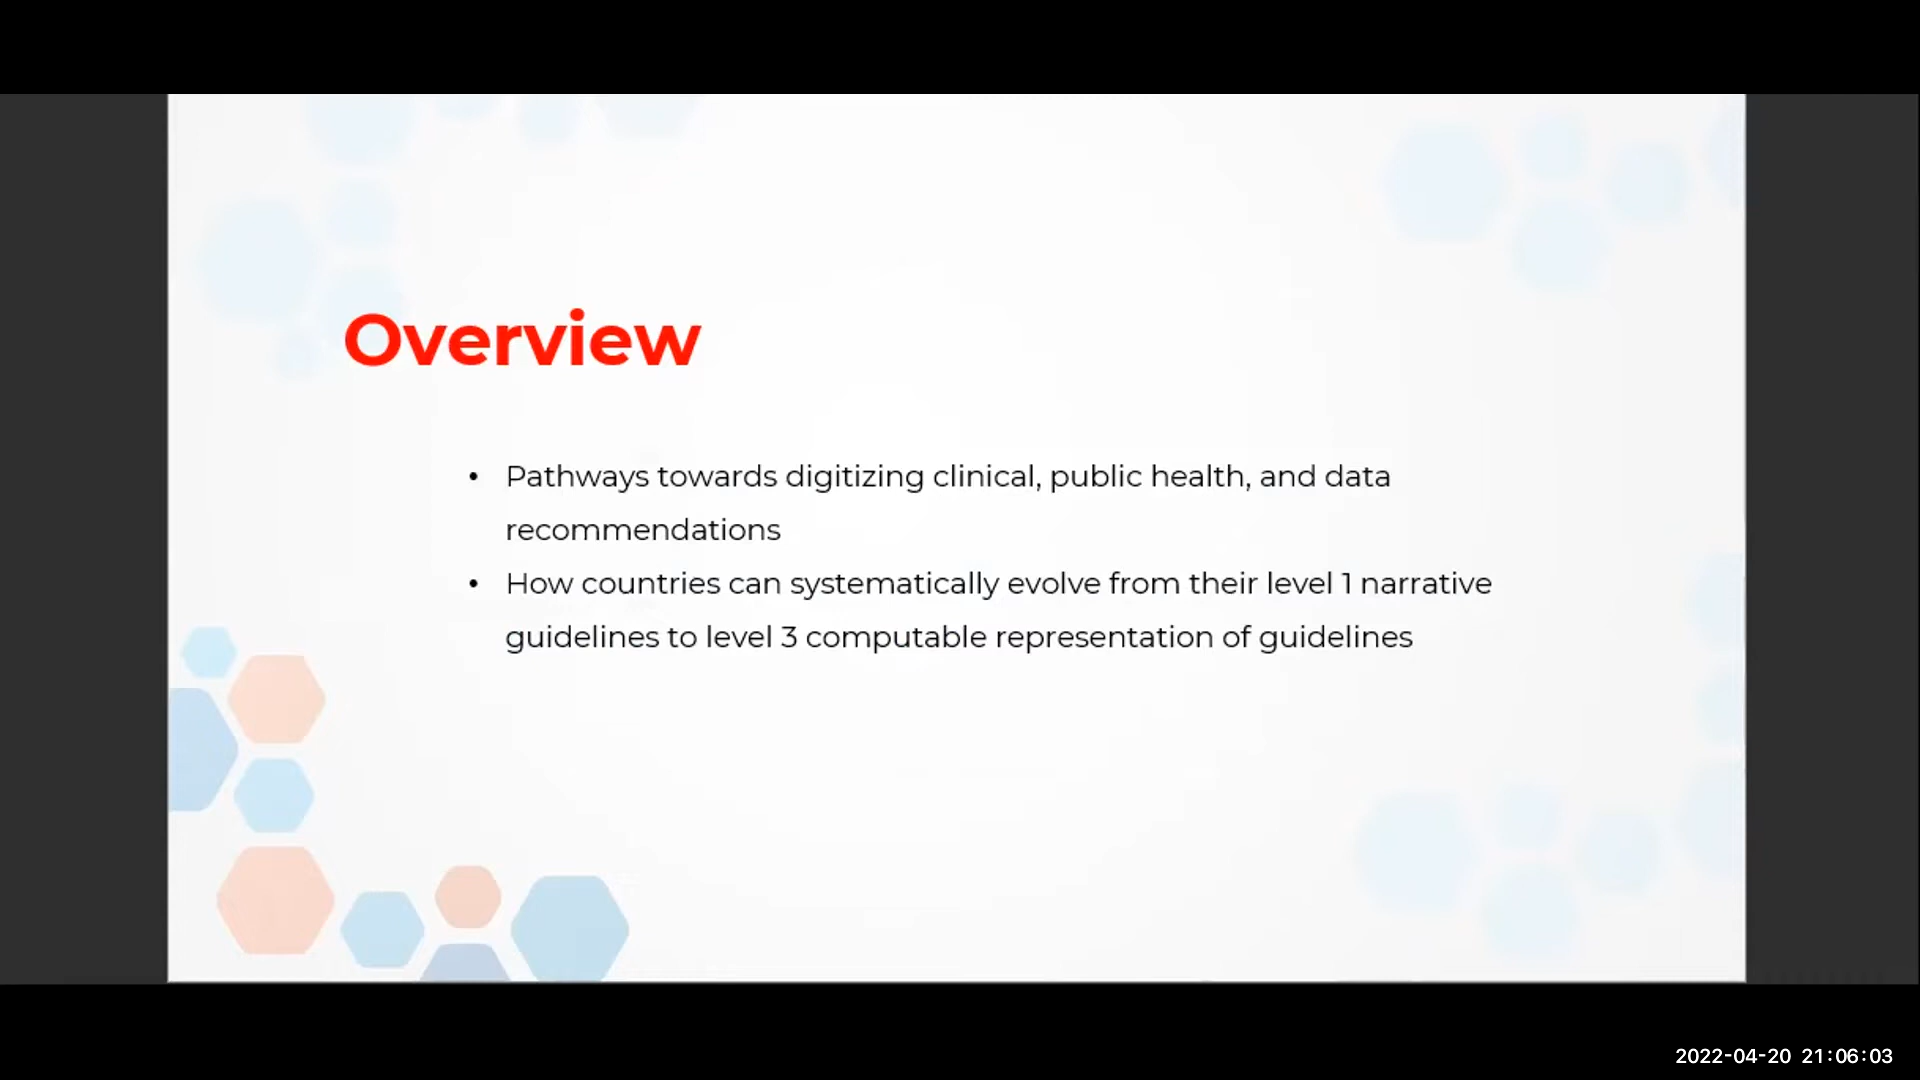 Overview
• Pathways towards digitizing clinical, public health, and data
recommendations
• How countries can systematically evolve from their level 1 narrative
guidelines to level 3 computable representation of guidelines
2022-04-20 21:06:03